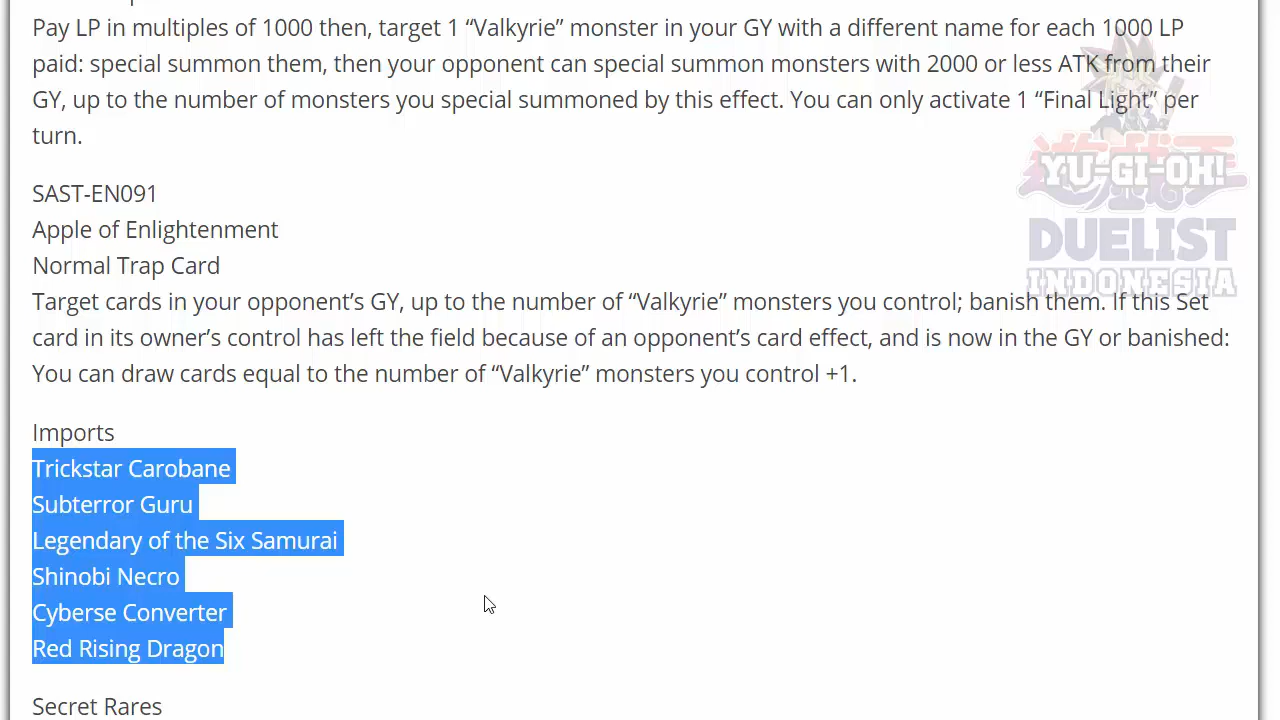 Pay LP in multiples of 1000 then, target 1 “Valkyrie” monster in your GY with a different name for each 1000 LP
paid: special summon them, then your opponent can special summon monsters with 2000 or less ATK from their
GY, up to the number of monsters you special summoned by this effect. You can only activate 1 “Final Light” per
turn.
SAST-EN091
Apple of Enlightenment
Normal Trap Card
Target cards in your opponent’s GY, up to the number of “Valkyrie” monsters you control; banish them. If this Set
card in its owner’s control has left the field because of an opponent’s card effect, and is now in the GY or banished:
You can draw cards equal to the number of “Valkyrie” monsters you control +1.
Imports
Trickstar Carobane
Subterror Guru
Legendary of the Six Samurai
Shinobi Necro
Cyberse Converter
Red Rising Dragon
Secret Rares
遊戯王
YU-GI-OH!
DUELIST
INDONESIA